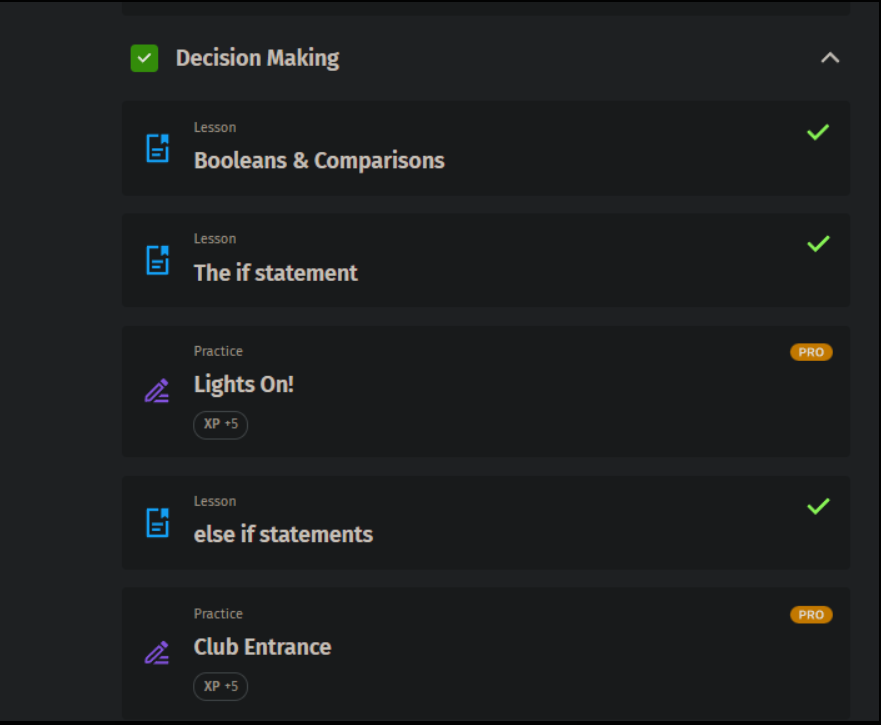 Decision Making
Lesson
Booleans & Comparisons
Lesson
The if statement
Practice
PRO
Lights On!
XP +5
Lesson
else if statements
Practice
PRO
Club Entrance
XP +5